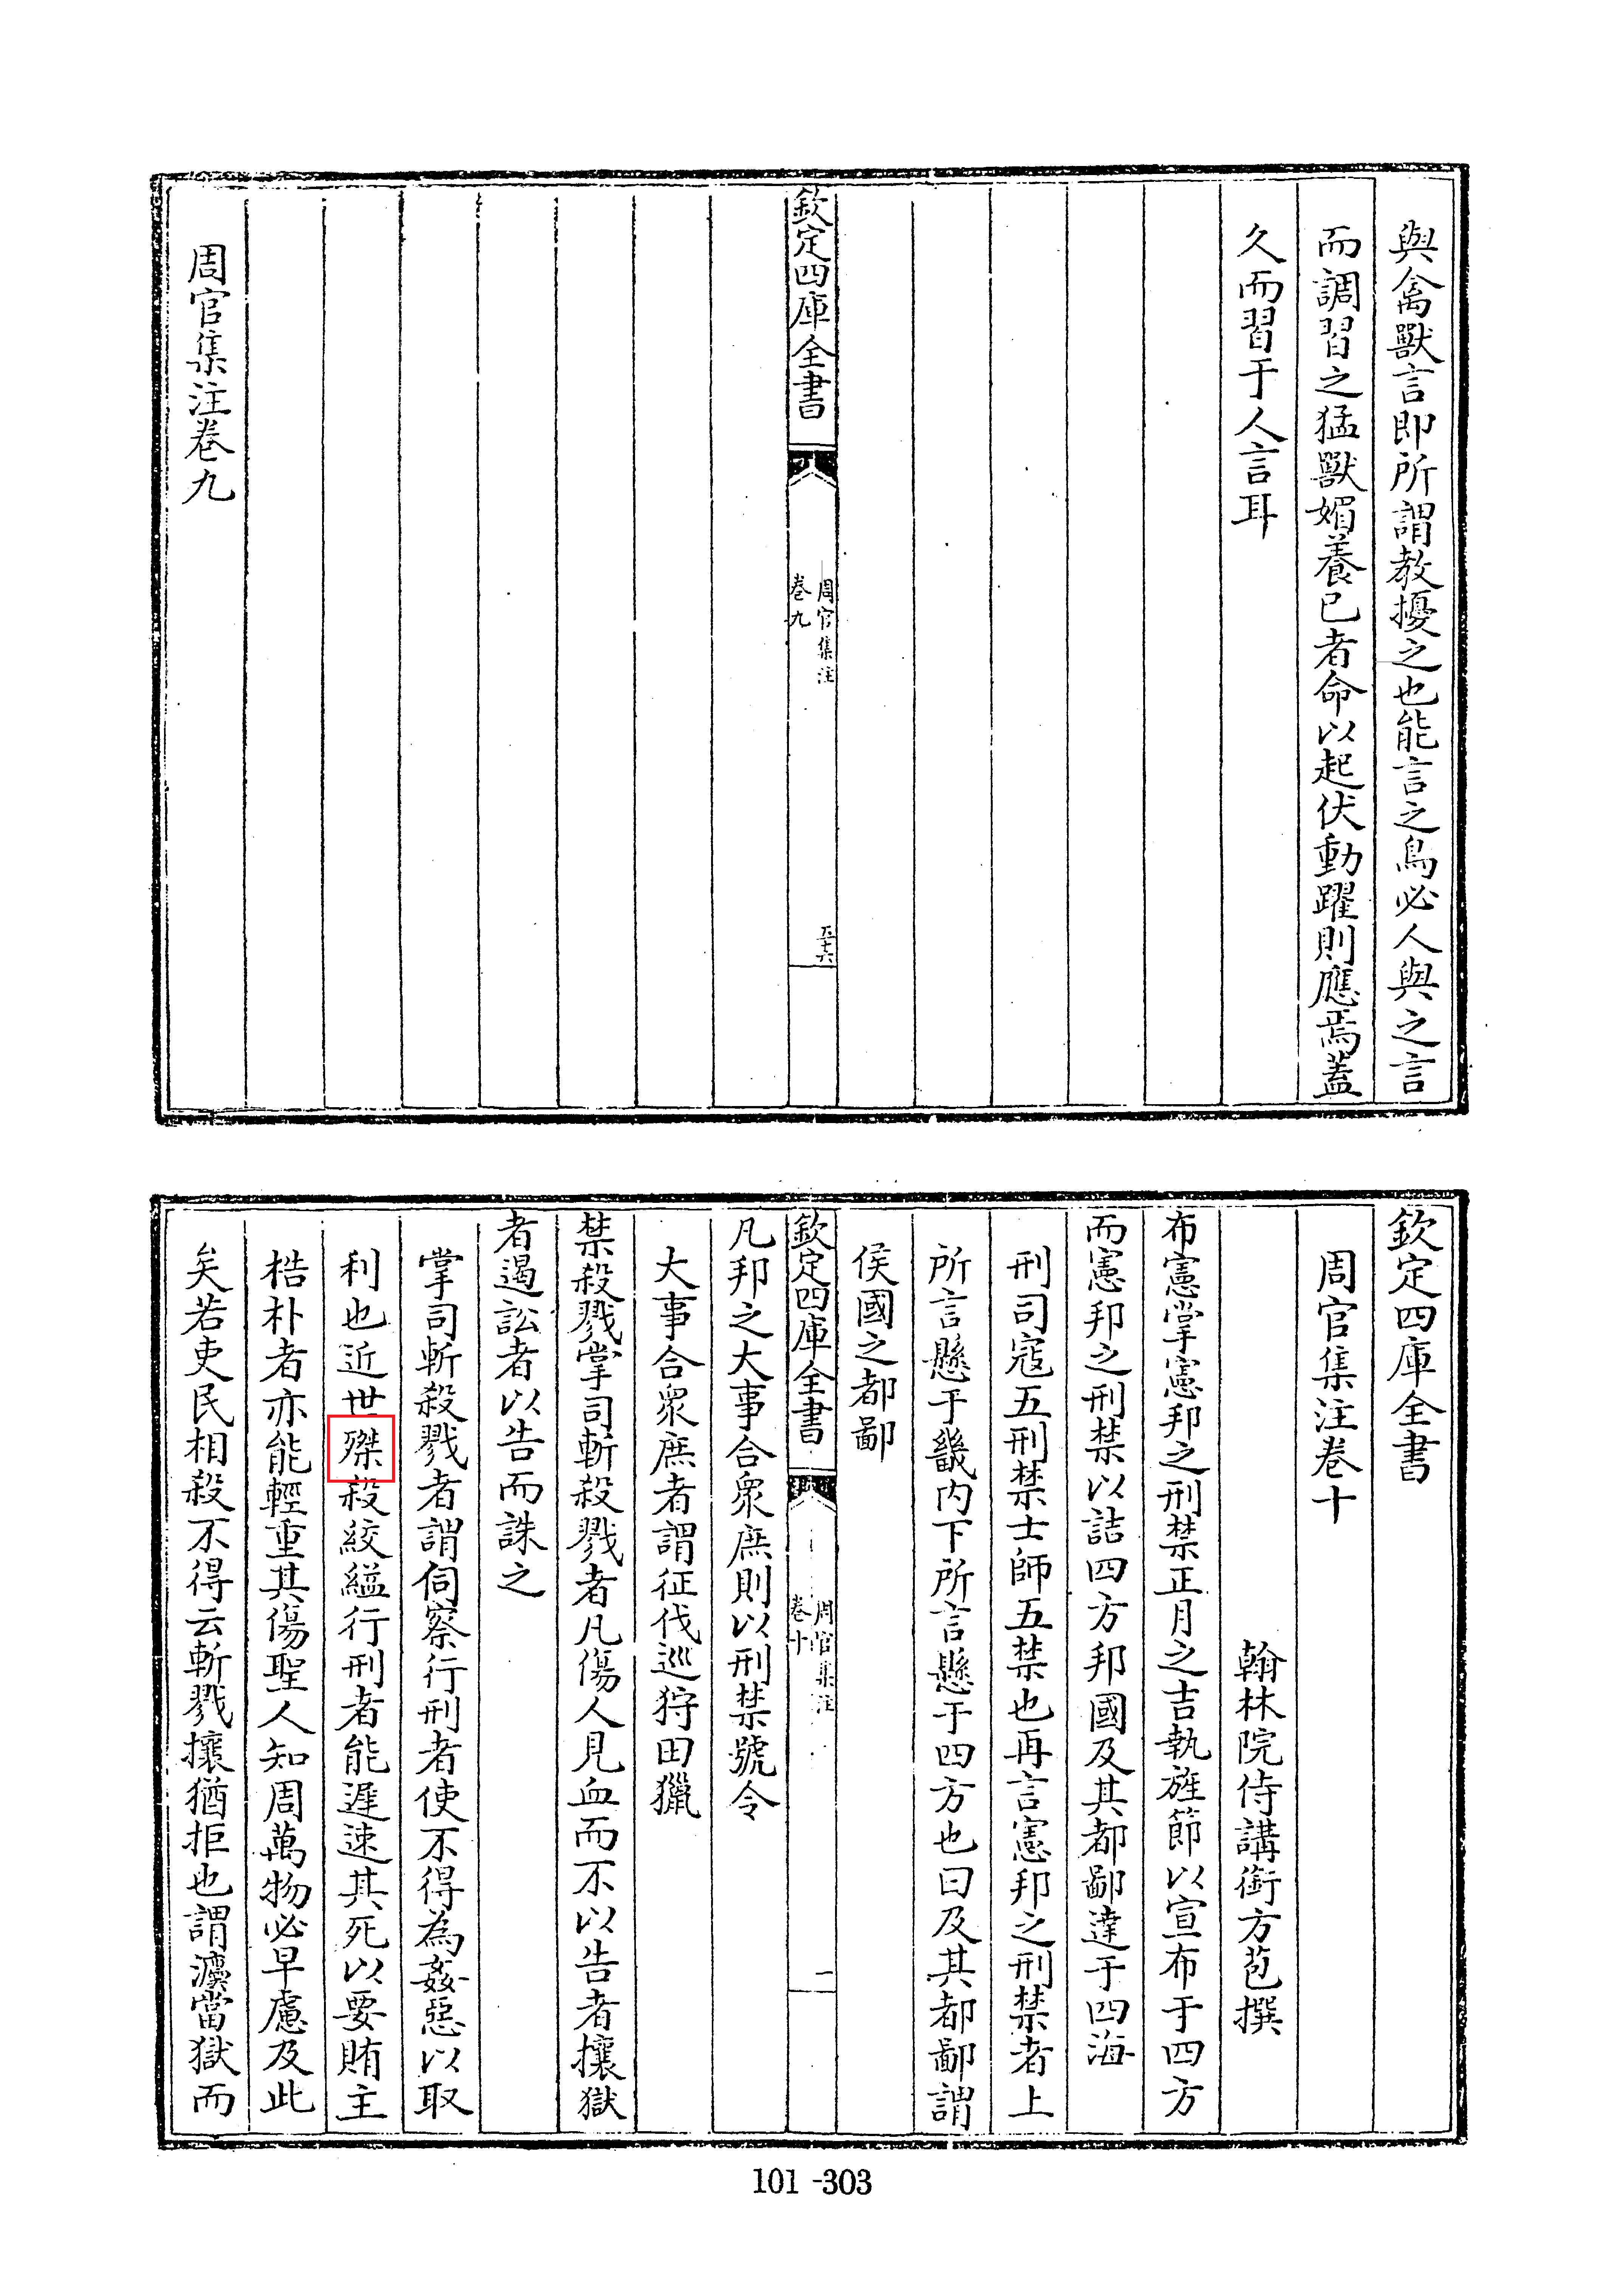 與禽獸言即所謂教擾之也能言之鳥必人與之言
而調習之猛獸媚養已者命以起伏動躍則應焉蓋
久而習于人言耳
欽定四庫全書
周官集注
卷九
五十六
周官集注卷九
欽定四庫全書
周官集注卷十
翰林院侍講銜方苞撰
布憲掌憲邦之刑禁正月之吉執旌節以宣布于四方
而憲邦之刑禁以詰四方邦國及其都鄙達于四海
刑司寇五刑禁士師五禁也再言憲邦之刑禁者上
所言懸于畿內下所言懸于四方也曰及其都鄙謂
侯國之都鄙
欽定四庫全書
周官集注
卷十
一
凡邦之大事合衆庶則以刑禁號令
大事合衆庶者謂征伐巡狩田獵
禁殺戮掌司斬殺戮者凡傷人見血而不以告者攘獄
者遏訟者以告而誅之
掌司斬殺戮者謂伺察行刑者使不得為姦惡以取
利也近世磔殺絞縊行刑者能遲速其死以要賄主
梏朴者亦能輕重其傷聖人知周萬物必早慮及此
矣若吏民相殺不得云斬戮攘猶拒也謂瀆當獄而
101-303